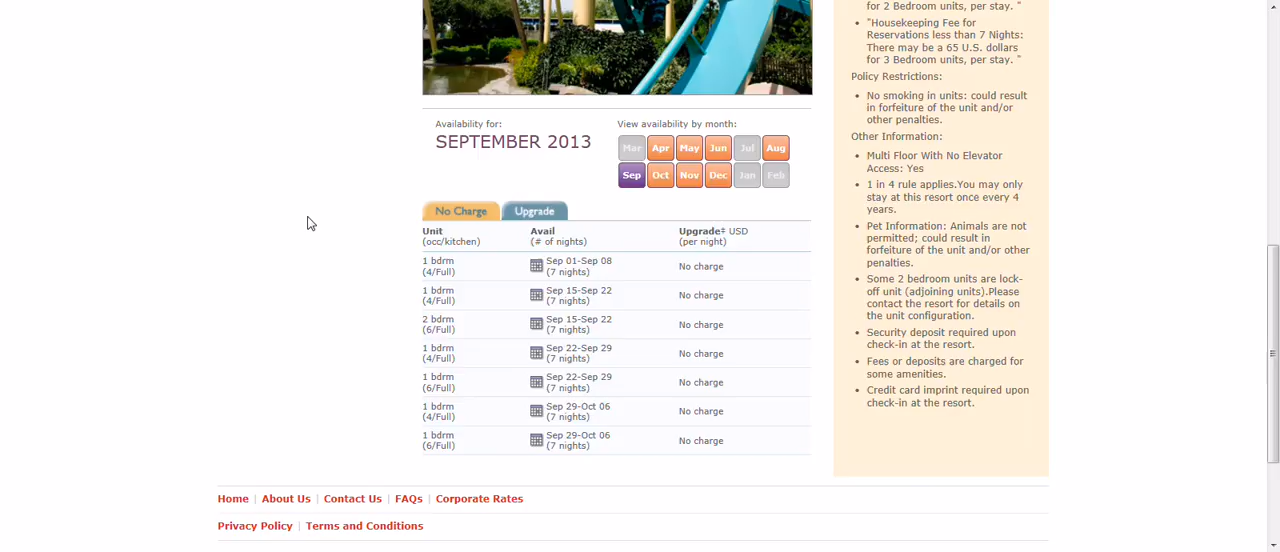 Availability for:
SEPTEMBER 2013
View availability by month:
Mar Apr May Jun Jul Aug
Sep Oct Nov Dec Jan Feb
No Charge Upgrade
Unit
(occ/kitchen)
Avail
(# of nights)
Upgrade‡ USD
(per night)
1 bdrm
(4/Full)
Sep 01-Sep 08
(7 nights)
No charge
1 bdrm
(4/Full)
Sep 15-Sep 22
(7 nights)
No charge
2 bdrm
(6/Full)
Sep 15-Sep 22
(7 nights)
No charge
1 bdrm
(4/Full)
Sep 22-Sep 29
(7 nights)
No charge
1 bdrm
(6/Full)
Sep 22-Sep 29
(7 nights)
No charge
1 bdrm
(4/Full)
Sep 29-Oct 06
(7 nights)
No charge
1 bdrm
(6/Full)
Sep 29-Oct 06
(7 nights)
No charge
for 2 Bedroom units, per stay. "
• "Housekeeping Fee for
Reservations less than 7 Nights:
There may be a 65 U.S. dollars
for 3 Bedroom units, per stay. "
Policy Restrictions:
• No smoking in units: could result
in forfeiture of the unit and/or
other penalties.
Other Information:
• Multi Floor With No Elevator
Access: Yes
• 1 in 4 rule applies.You may only
stay at this resort once every 4
years.
• Pet Information: Animals are not
permitted; could result in
forfeiture of the unit and/or other
penalties.
• Some 2 bedroom units are lock-
off unit (adjoining units).Please
contact the resort for details on
the unit configuration.
• Security deposit required upon
check-in at the resort.
• Fees or deposits are charged for
some amenities.
• Credit card imprint required upon
check-in at the resort.
Home | About Us | Contact Us | FAQs | Corporate Rates
Privacy Policy | Terms and Conditions